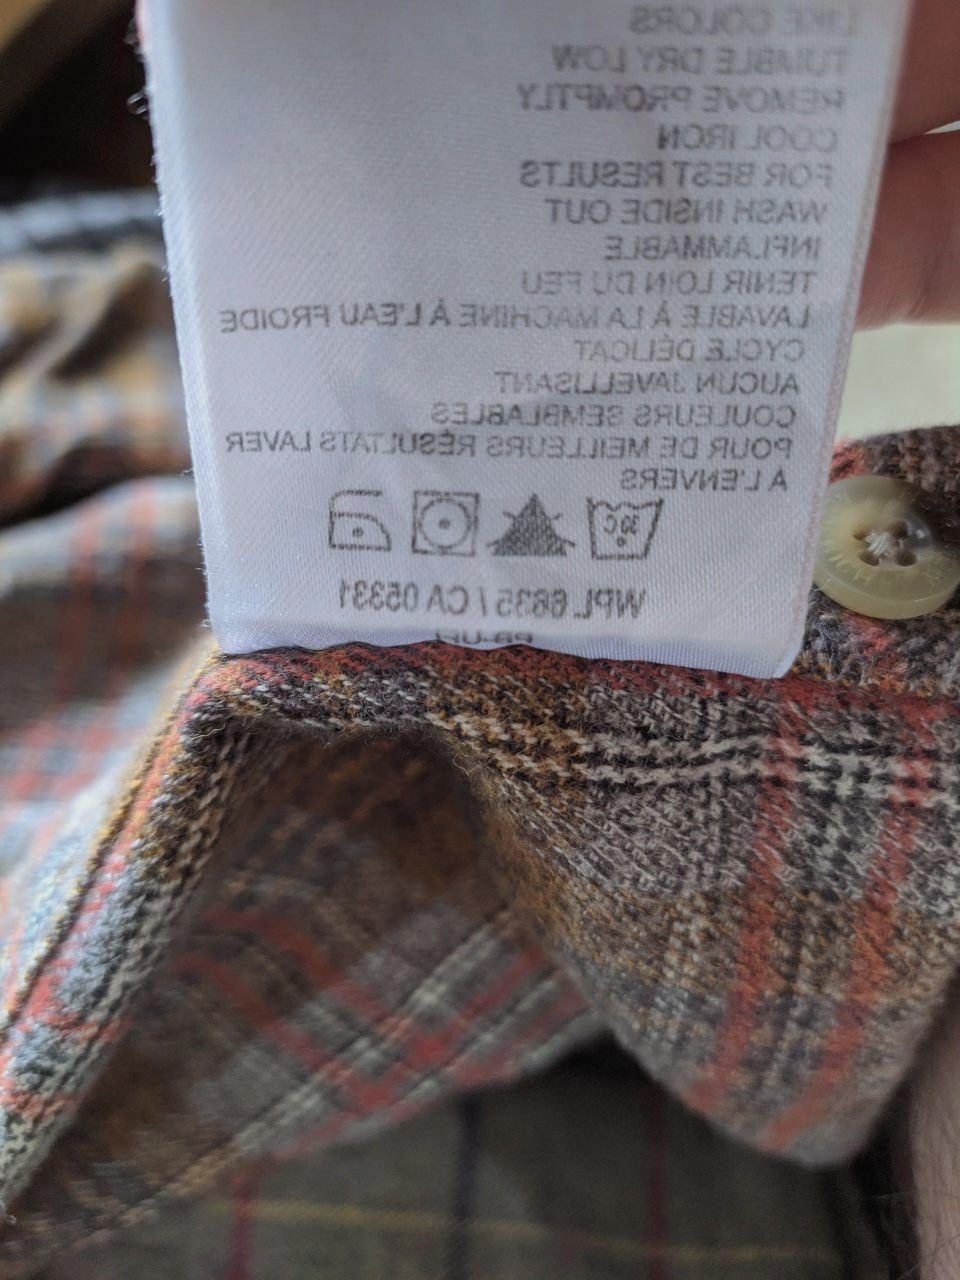 LIKE COLORS
TUMBLE DRY LOW
REMOVE PROMPTLY
COOL IRON
FOR BEST RESULTS
WASH INSIDE OUT
INFLAMMABLE
TENIR LOIN DU FEU
LAVABLE À LA MACHINE À L'EAU FROIDE
CYCLE DÉLICAT
AUCUN JAVELLISANT
COULEURS SEMBLABLES
POUR DE MEILLEURS RÉSULTATS LAVER
À L'ENVERS
30C
WPL 6835 / CA 05331